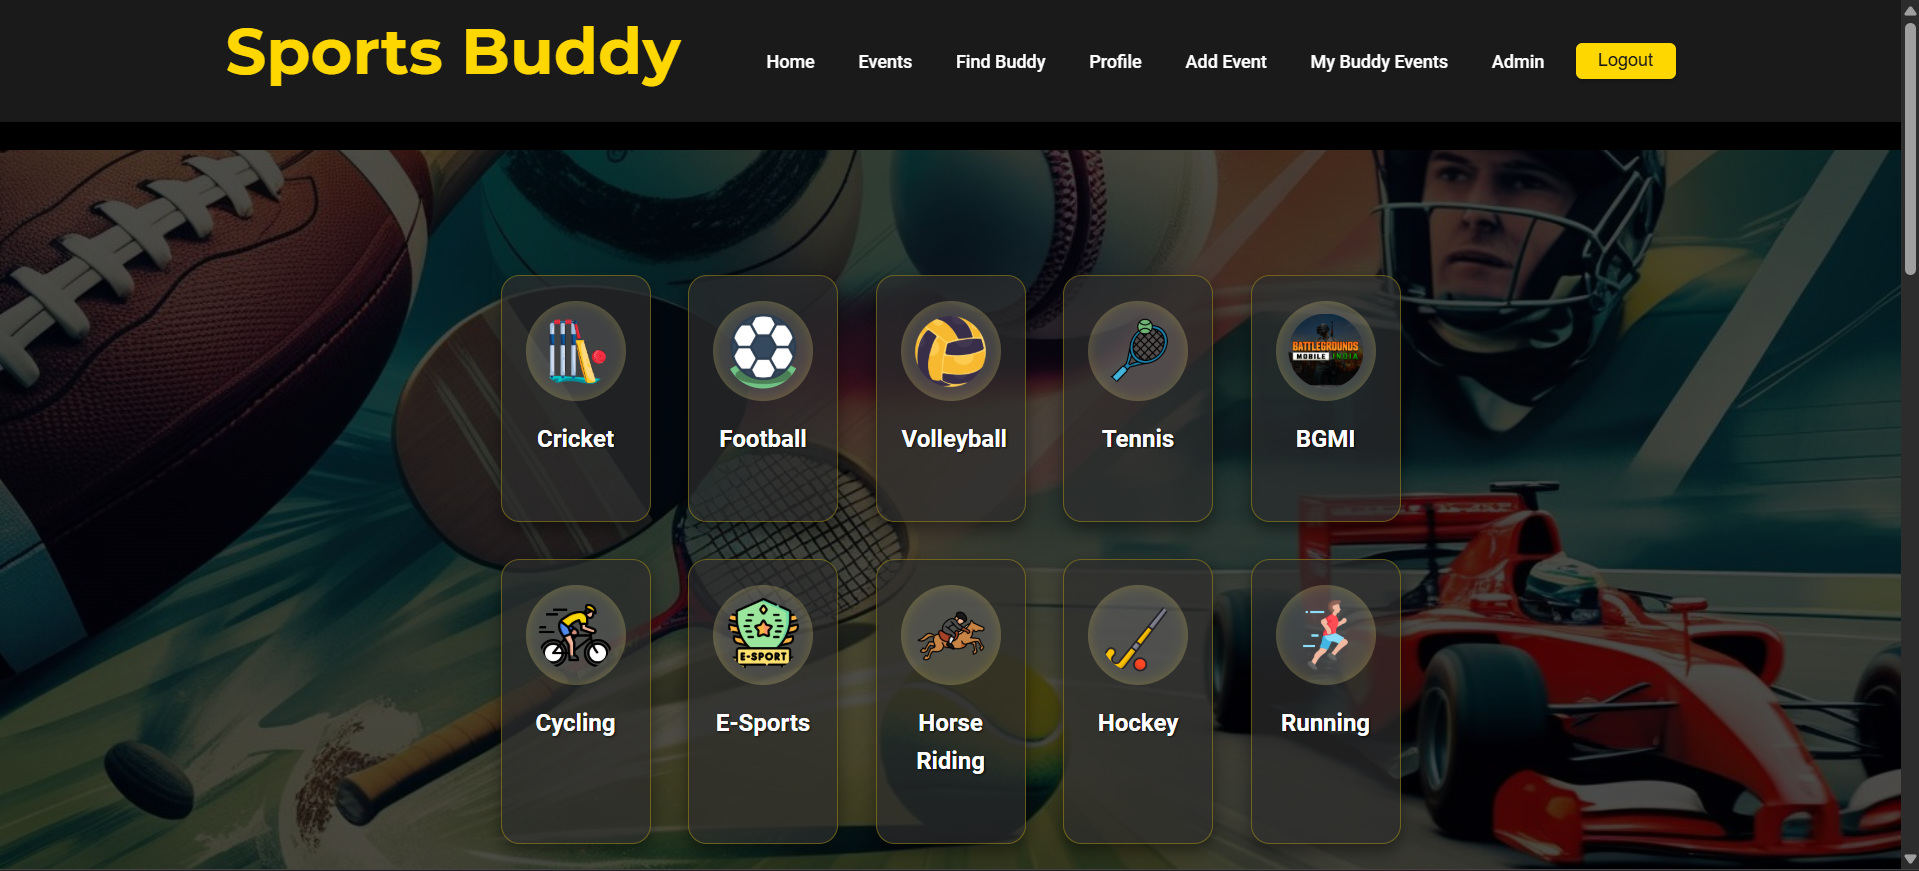 Sports Buddy
Home
Events
Find Buddy
Profile
Add Event
My Buddy Events
Admin
Logout
BATTLEGROUNDS
MOBILE INDIA
Cricket
Football
Volleyball
Tennis
BGMI
E-SPORT
Cycling
E-Sports
Horse
Riding
Hockey
Running